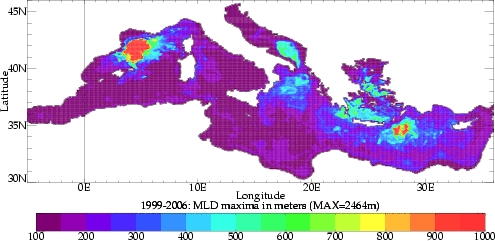 45N
40N
35N
30N
Latitude
0E 10E 20E 30E
Longitude
1999-2006: MLD maxima in meters (MAX=2464m)
100 200 300 400 500 600 700 800 900 1000